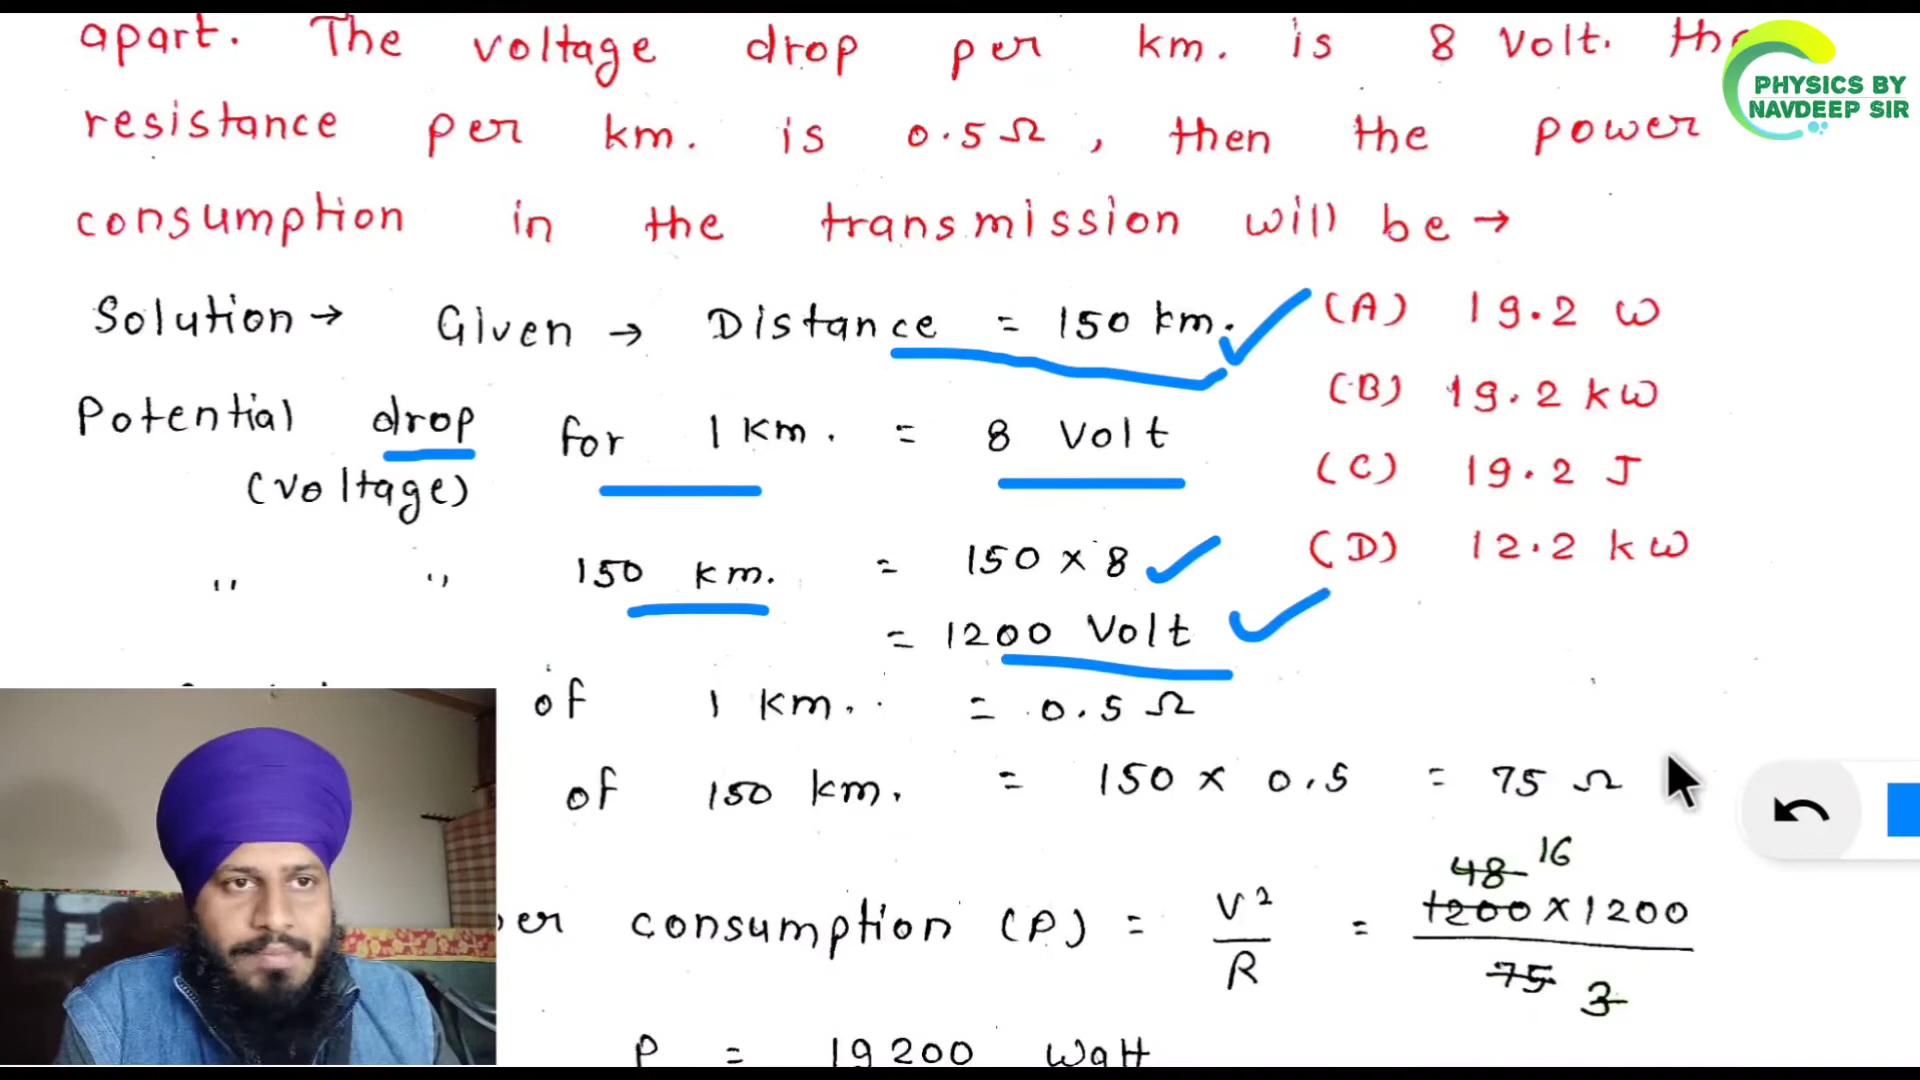 apart. The voltage drop per km. is 8 volt. the
PHYSICS BY
NAVDEEP SIR
resistance per km. is 0.5Ω, then the power
consumption in the transmission will be →
Solution → Given → Distance = 150 km.
(A) 19.2 W
Potential drop for 1 km. = 8 Volt
(B) 19.2 kW
(voltage)
(C) 19.2 J
" " 150 km. = 150 × 8
(D) 12.2 kW
= 1200 Volt
of 1 km. = 0.5 Ω
of 150 km. = 150 × 0.5 = 75 Ω
48 16
er consumption (P) = V²/R = 1200×1200/75 3
P = 19200 Watt